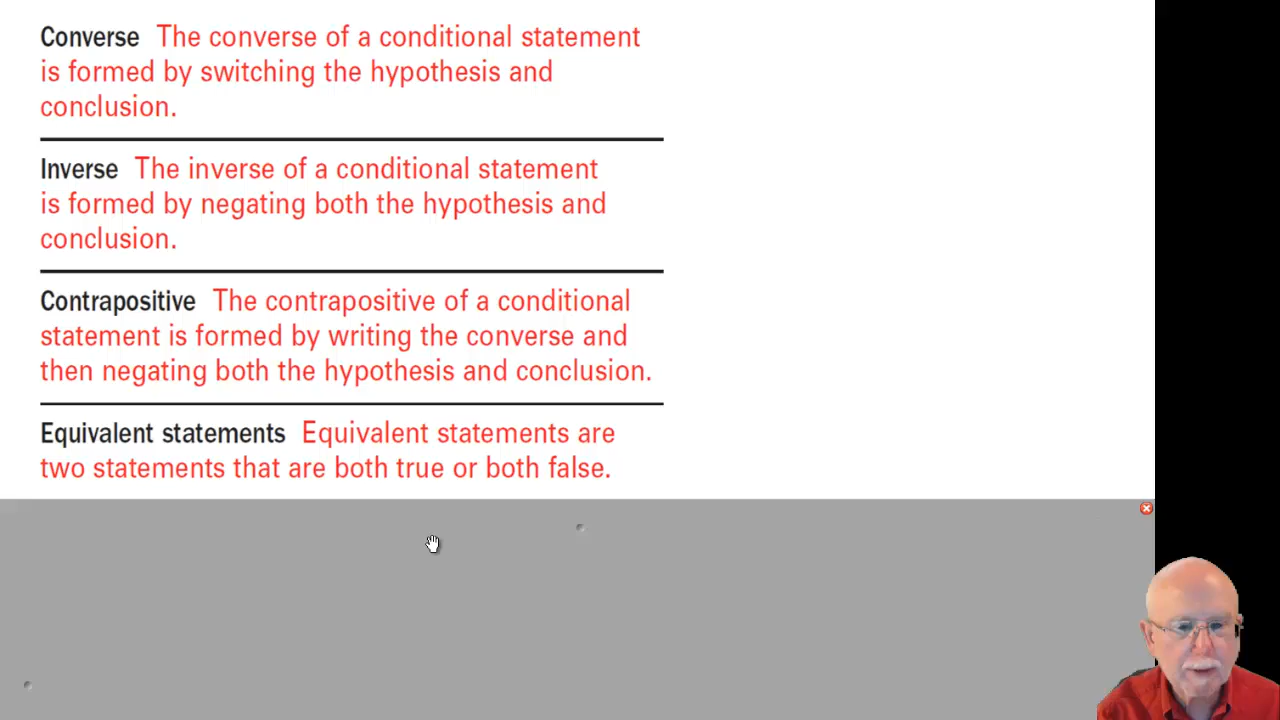 Converse The converse of a conditional statement
is formed by switching the hypothesis and
conclusion.
Inverse The inverse of a conditional statement
is formed by negating both the hypothesis and
conclusion.
Contrapositive The contrapositive of a conditional
statement is formed by writing the converse and
then negating both the hypothesis and conclusion.
Equivalent statements Equivalent statements are
two statements that are both true or both false.